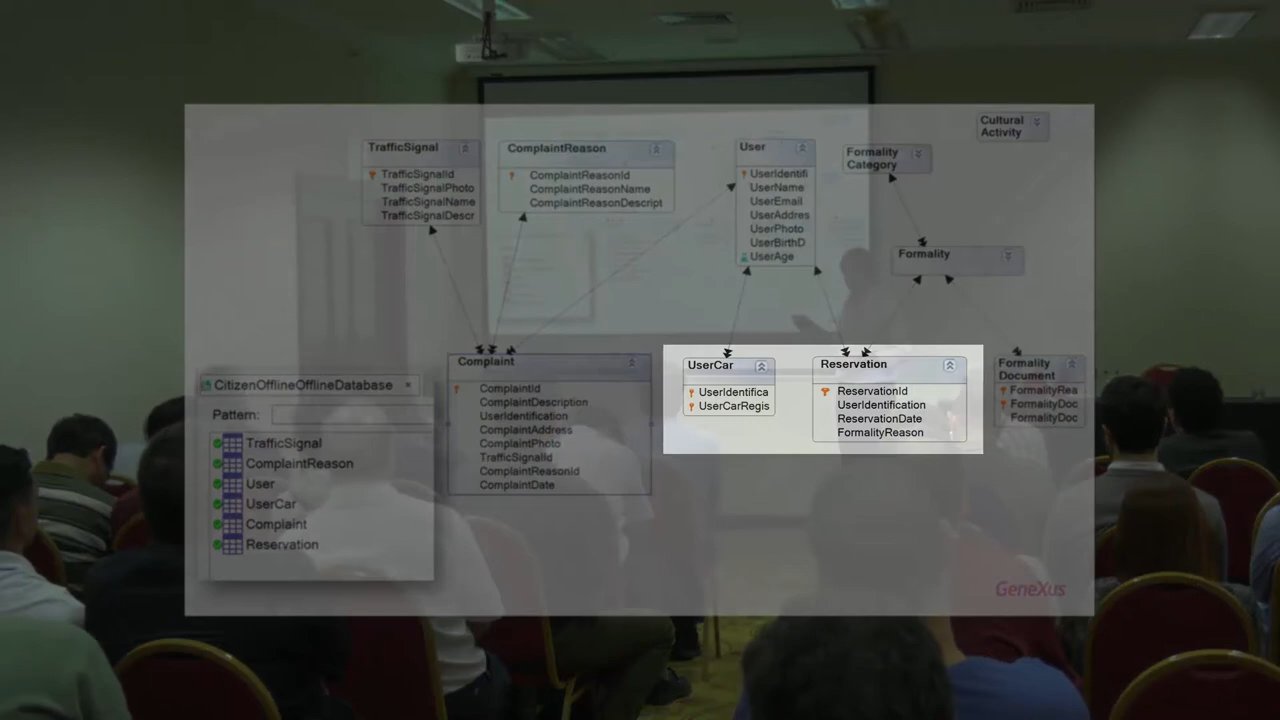 Cultural
Activity
TrafficSignal
TrafficSignalId
TrafficSignalPhoto
TrafficSignalName
TrafficSignalDescr
ComplaintReason
ComplaintReasonId
ComplaintReasonName
ComplaintReasonDescript
User
UserIdentifi
UserName
UserEmail
UserAddres
UserPhoto
UserBirthD
UserAge
Formality
Category
Formality
Complaint
ComplaintId
ComplaintDescription
UserIdentification
ComplaintAddress
ComplaintPhoto
TrafficSignalId
ComplaintReasonId
ComplaintDate
UserCar
UserIdentifica
UserCarRegis
Reservation
ReservationId
UserIdentification
ReservationDate
FormalityReason
Formality
Document
FormalityRea
FormalityDoc
FormalityDoc
CitizenOfflineOfflineDatabase
Pattern:
TrafficSignal
ComplaintReason
User
UserCar
Complaint
Reservation
GeneXus